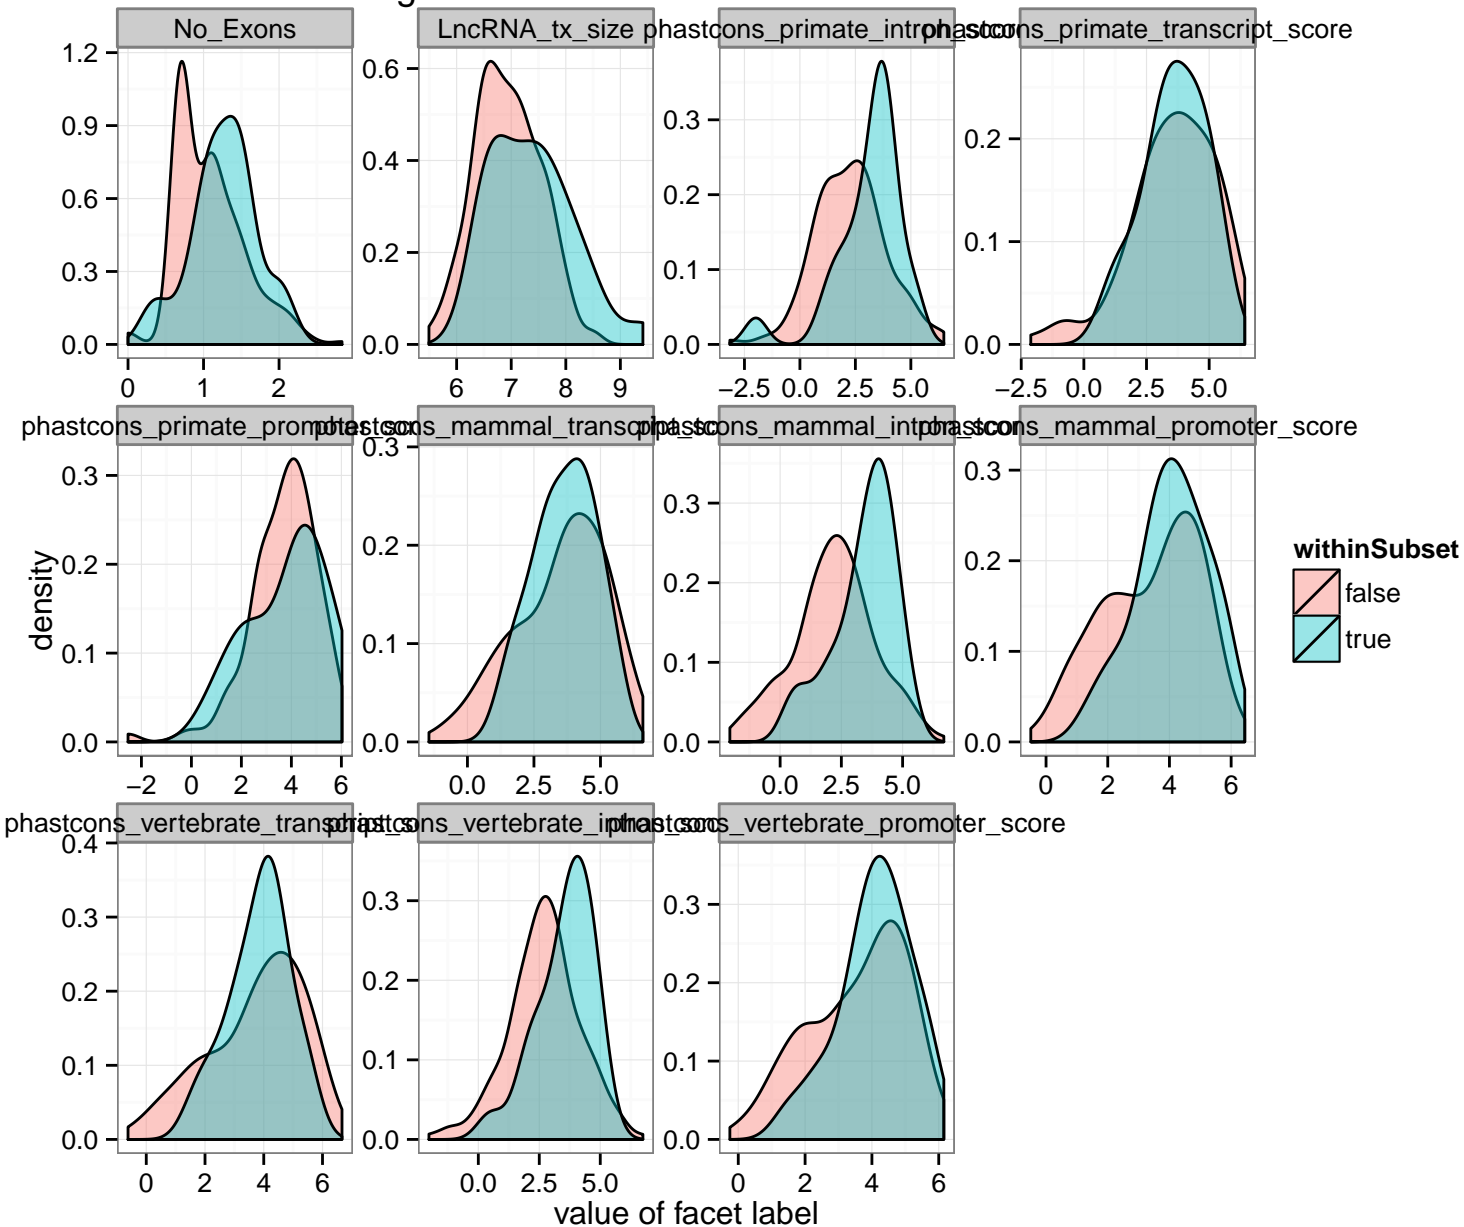 g
No_Exons
LncRNA_tx_size
phastcons_primate_intron_score
phastcons_primate_transcript_score
1.2
0.9
0.6
0.3
0.0
0.6
0.4
0.2
0.0
0.3
0.2
0.1
0.0
0.2
0.1
0.0
0 1 2
6 7 8 9
−2.5 0.0 2.5 5.0
−2.5 0.0 2.5 5.0
phastcons_primate_promoter_score
phastcons_mammal_transcript_score
phastcons_mammal_intron_score
phastcons_mammal_promoter_score
0.3
0.2
0.1
0.0
0.3
0.2
0.1
0.0
0.3
0.2
0.1
0.0
0.3
0.2
0.1
0.0
−2 0 2 4 6
0.0 2.5 5.0
0.0 2.5 5.0
0 2 4 6
phastcons_vertebrate_transcript_score
phastcons_vertebrate_intron_score
phastcons_vertebrate_promoter_score
0.4
0.3
0.2
0.1
0.0
0.3
0.2
0.1
0.0
0.3
0.2
0.1
0.0
0 2 4 6
0.0 2.5 5.0
0 2 4 6
density
value of facet label
withinSubset
false
true